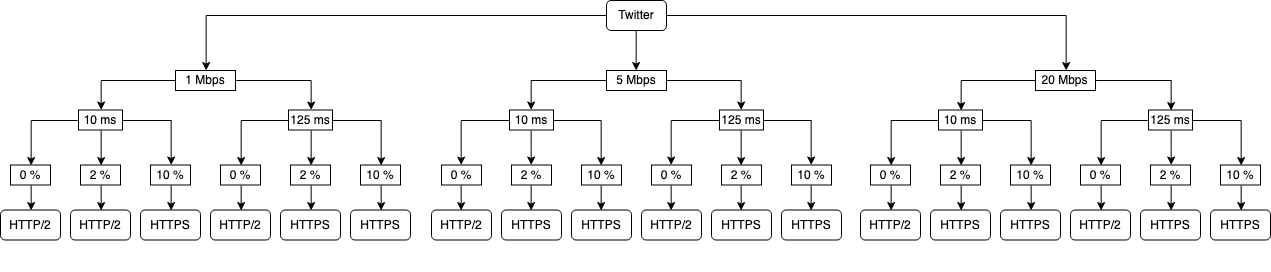 Twitter
1 Mbps 5 Mbps 20 Mbps
10 ms 125 ms 10 ms 125 ms 10 ms 125 ms
0 % 2 % 10 % 0 % 2 % 10 % 0 % 2 % 10 % 0 % 2 % 10 % 0 % 2 % 10 % 0 % 2 % 10 %
HTTP/2 HTTP/2 HTTPS HTTP/2 HTTPS HTTPS HTTP/2 HTTPS HTTPS HTTP/2 HTTPS HTTPS HTTP/2 HTTPS HTTPS HTTP/2 HTTPS HTTPS